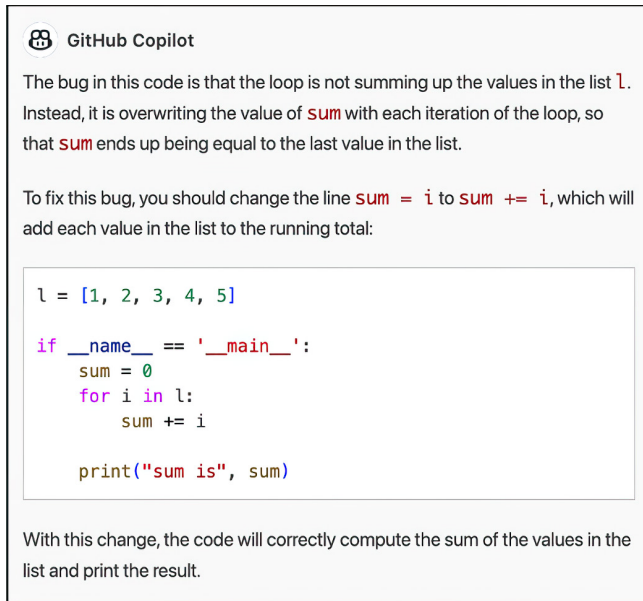 GitHub Copilot
The bug in this code is that the loop is not summing up the values in the list l.
Instead, it is overwriting the value of sum with each iteration of the loop, so
that sum ends up being equal to the last value in the list.
To fix this bug, you should change the line sum = i to sum += i, which will
add each value in the list to the running total:
l = [1, 2, 3, 4, 5]
if __name__ == '__main__':
    sum = 0
    for i in l:
        sum += i
    print("sum is", sum)
With this change, the code will correctly compute the sum of the values in the
list and print the result.